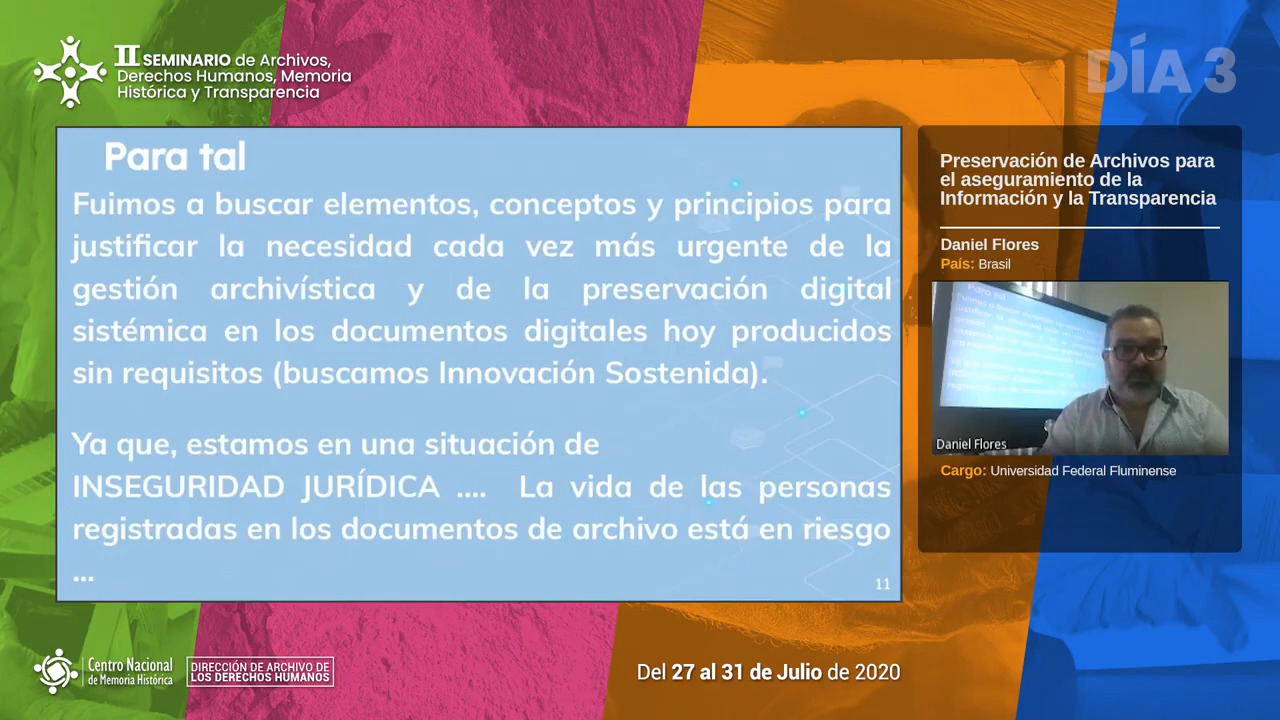 II SEMINARIO de Archivos,
Derechos Humanos, Memoria
Histórica y Transparencia
DÍA 3
Para tal
Fuimos a buscar elementos, conceptos y principios para
justificar la necesidad cada vez más urgente de la
gestión archivística y de la preservación digital
sistémica en los documentos digitales hoy producidos
sin requisitos (buscamos Innovación Sostenida).
Ya que, estamos en una situación de
INSEGURIDAD JURÍDICA .... La vida de las personas
registradas en los documentos de archivo está en riesgo
...
11
Preservación de Archivos para
el aseguramiento de la
Información y la Transparencia
Daniel Flores
País: Brasil
Para tal
Daniel Flores
Cargo: Universidad Federal Fluminense
Centro Nacional
de Memoria Histórica
DIRECCIÓN DE ARCHIVO DE
LOS DERECHOS HUMANOS
Del 27 al 31 de Julio de 2020